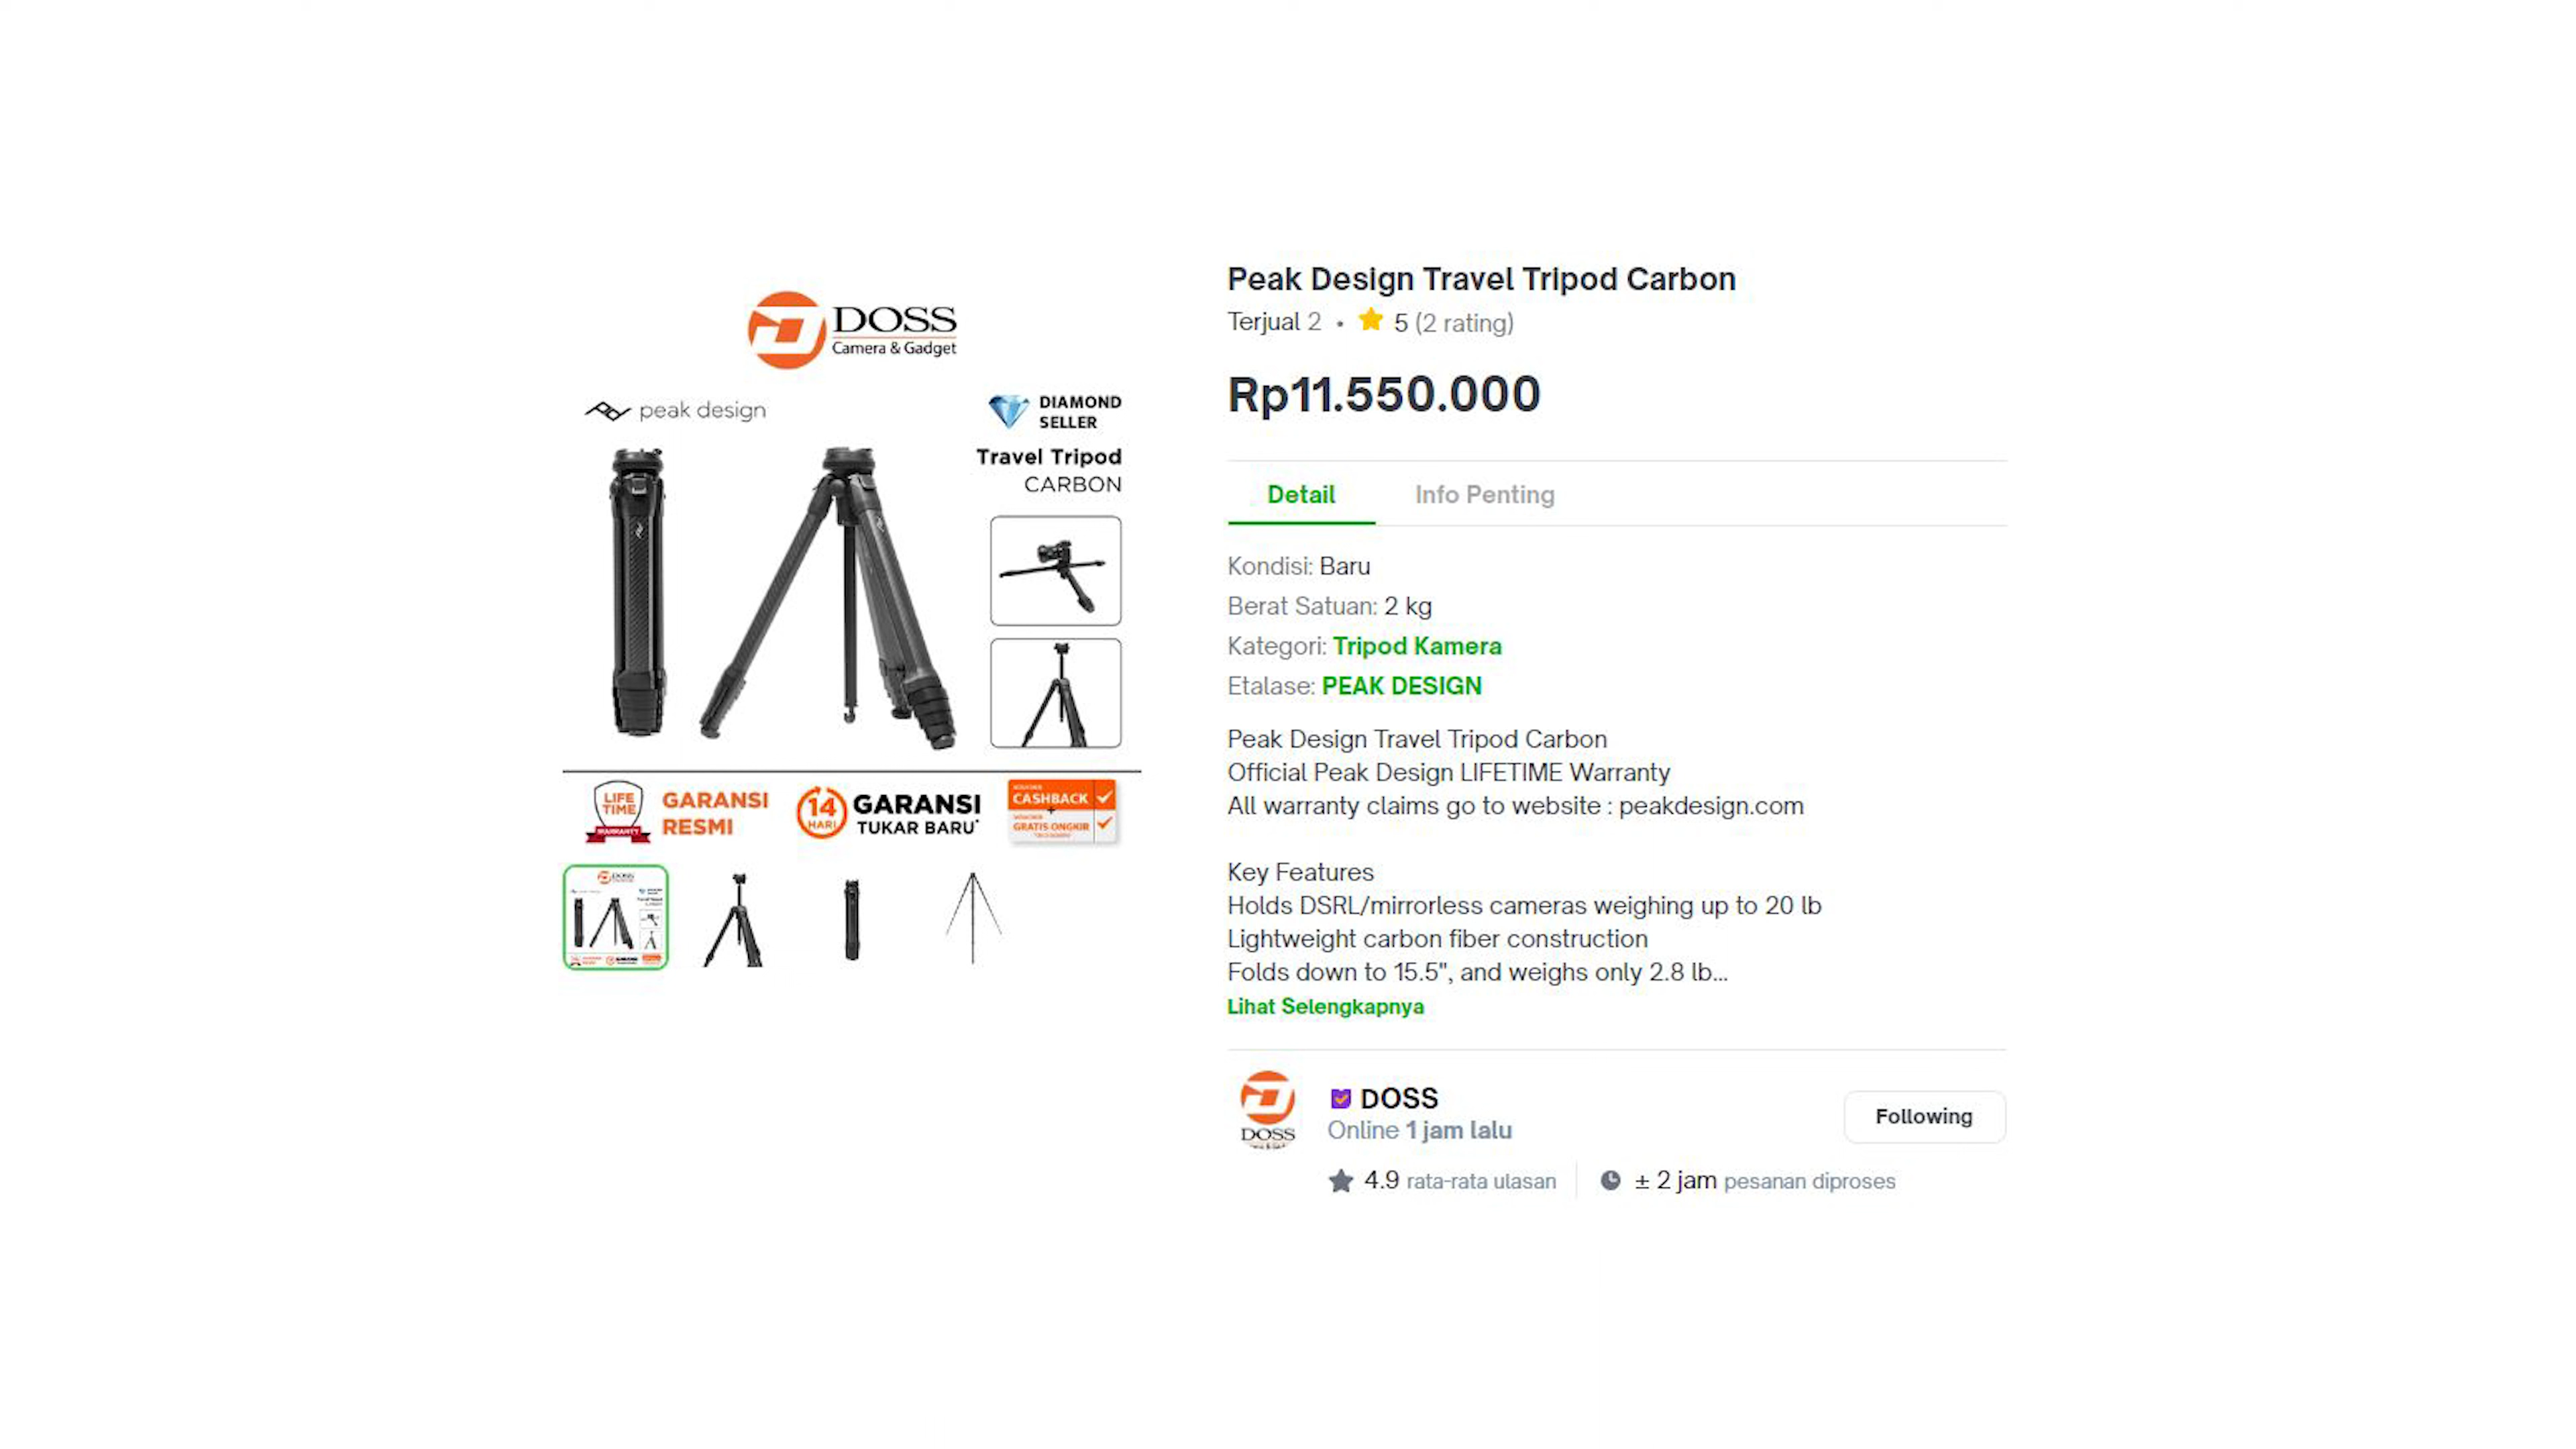 DOSS
Camera & Gadget
peak design
DIAMOND
SELLER
Travel Tripod
CARBON
LIFE
TIME
WARRANTY
GARANSI
RESMI
14
HARI
GARANSI
TUKAR BARU*
CASHBACK
+
GRATIS ONGKIR
Peak Design Travel Tripod Carbon
Terjual 2 • 5 (2 rating)
Rp11.550.000
Detail Info Penting
Kondisi: Baru
Berat Satuan: 2 kg
Kategori: Tripod Kamera
Etalase: PEAK DESIGN
Peak Design Travel Tripod Carbon
Official Peak Design LIFETIME Warranty
All warranty claims go to website : peakdesign.com
Key Features
Holds DSRL/mirrorless cameras weighing up to 20 lb
Lightweight carbon fiber construction
Folds down to 15.5", and weighs only 2.8 lb...
Lihat Selengkapnya
DOSS
DOSS
Online 1 jam lalu
Following
4.9 rata-rata ulasan
± 2 jam pesanan diproses